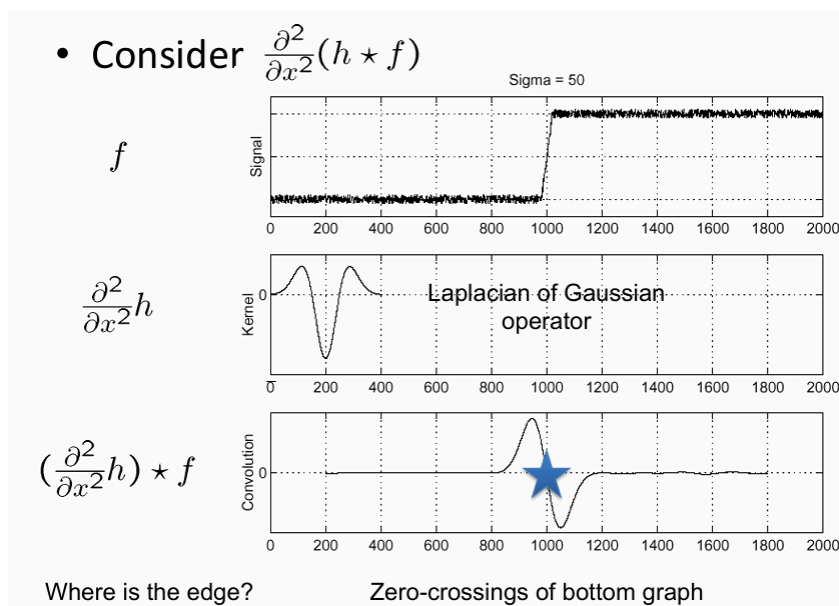 • Consider ∂²/∂x² (h ⋆ f)
Sigma = 50
f
Signal
0 200 400 600 800 1000 1200 1400 1600 1800 2000
∂²/∂x² h
Kernel
0
Laplacian of Gaussian
operator
0 200 400 600 800 1000 1200 1400 1600 1800 2000
(∂²/∂x² h) ⋆ f
Convolution
0
0 200 400 600 800 1000 1200 1400 1600 1800 2000
Where is the edge? Zero-crossings of bottom graph